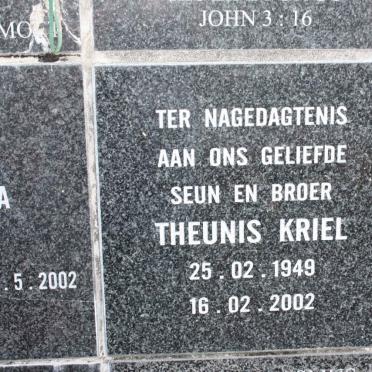 MO
JOHN 3 : 16
TER NAGEDAGTENIS
AAN ONS GELIEFDE
SEUN EN BROER
THEUNIS KRIEL
25 . 02 . 1949
16 . 02 . 2002
A
. 5 . 2002